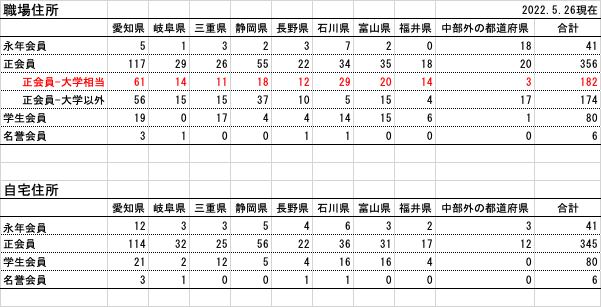 職場住所 2022.5.26現在
愛知県 岐阜県 三重県 静岡県 長野県 石川県 富山県 福井県 中部外の都道府県 合計
永年会員 5 1 3 2 3 7 2 0 18 41
正会員 117 29 26 55 22 34 35 18 20 356
正会員-大学相当 61 14 11 18 12 29 20 14 3 182
正会員-大学以外 56 15 15 37 10 5 15 4 17 174
学生会員 19 0 17 4 4 14 15 6 1 80
名誉会員 3 1 0 0 1 1 0 0 0 6
自宅住所
愛知県 岐阜県 三重県 静岡県 長野県 石川県 富山県 福井県 中部外の都道府県 合計
永年会員 12 3 3 5 4 6 3 2 3 41
正会員 114 32 25 56 22 36 31 17 12 345
学生会員 21 2 12 5 4 16 16 4 0 80
名誉会員 3 1 0 0 1 1 0 0 0 6